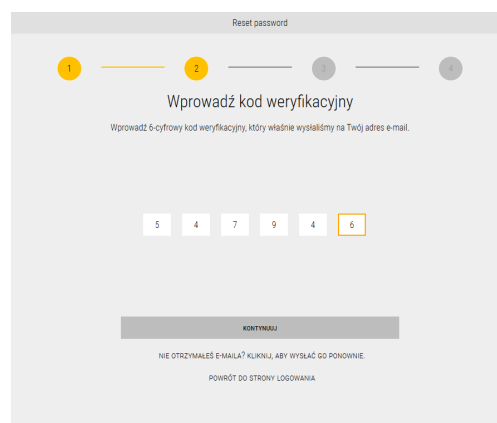 Reset password
1 2 3 4
Wprowadź kod weryfikacyjny
Wprowadź 6-cyfrowy kod weryfikacyjny, który właśnie wysłaliśmy na Twój adres e-mail.
5 4 7 9 4 6
KONTYNUUJ
NIE OTRZYMAŁEŚ E-MAILA? KLIKNIJ, ABY WYSŁAĆ GO PONOWNIE.
POWRÓT DO STRONY LOGOWANIA